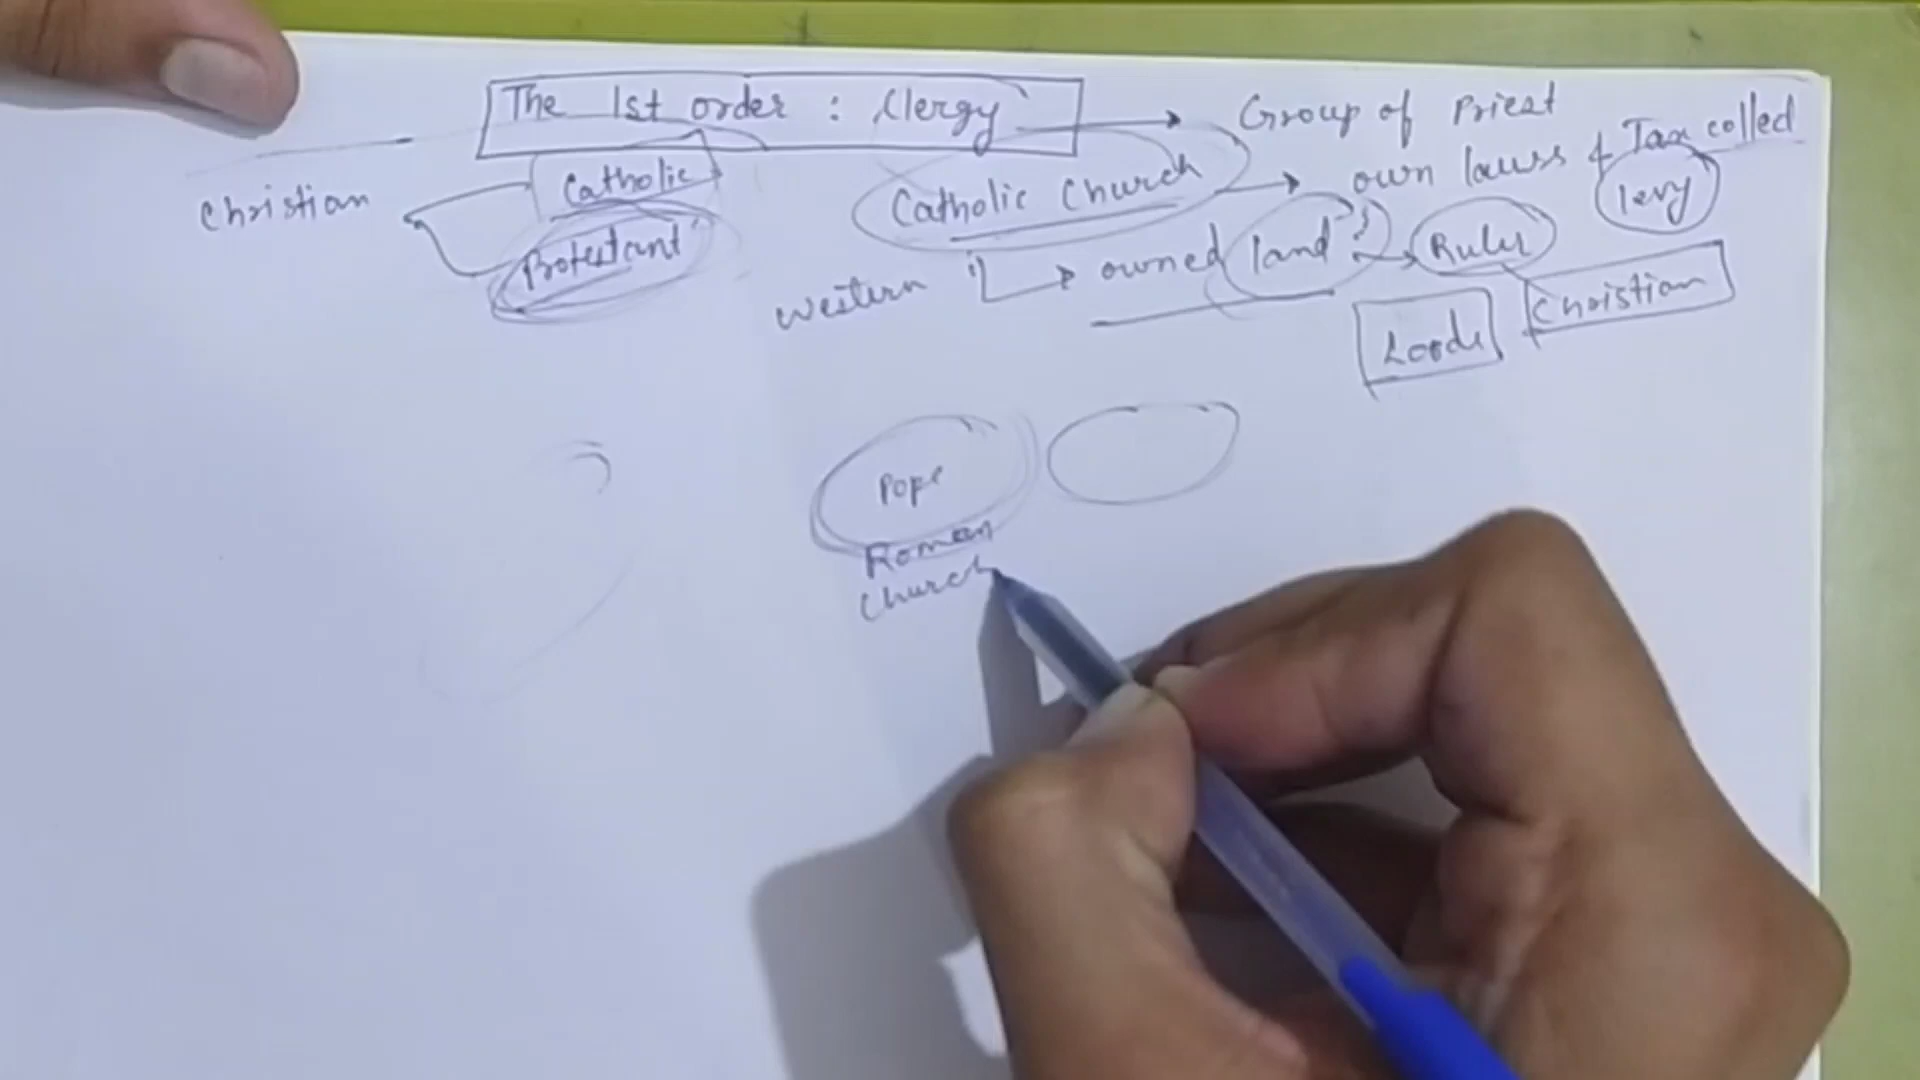 The 1st order : Clergy → Group of Priest
Christian
Catholic
Protestant
Catholic Church → own laws & Tax colled
levy
western
owned land → Ruler
Christian
Lords
Pope
Roman
Church